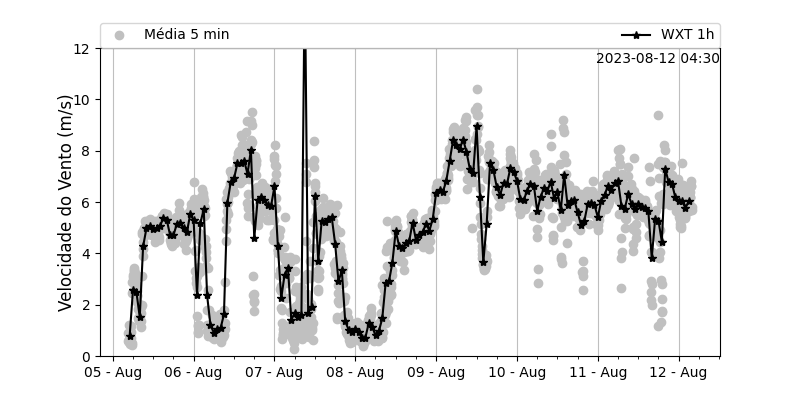 Média 5 min
WXT 1h
2023-08-12 04:30
Velocidade do Vento (m/s)
12
10
8
6
4
2
0
05 - Aug 06 - Aug 07 - Aug 08 - Aug 09 - Aug 10 - Aug 11 - Aug 12 - Aug